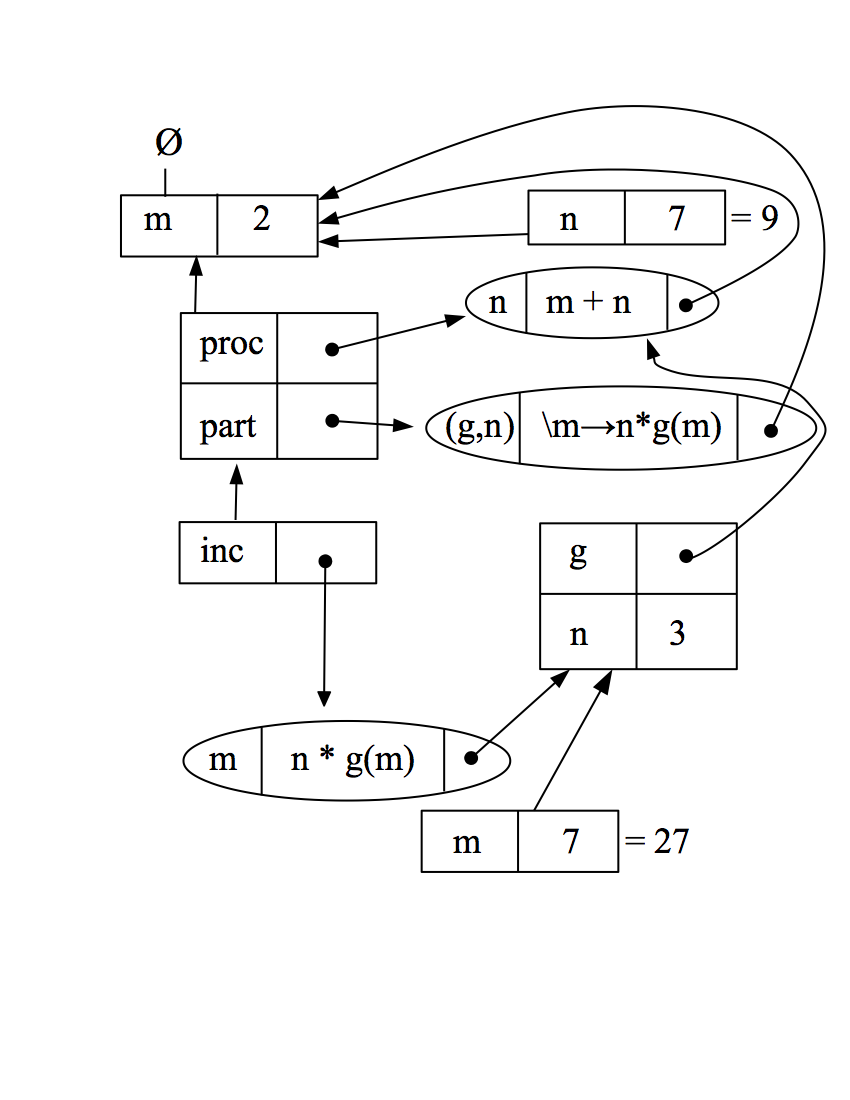 Ø
m 2
n 7 = 9
n m + n
proc
part
(g,n) \m→n*g(m)
inc
g
n 3
m n * g(m)
m 7 = 27